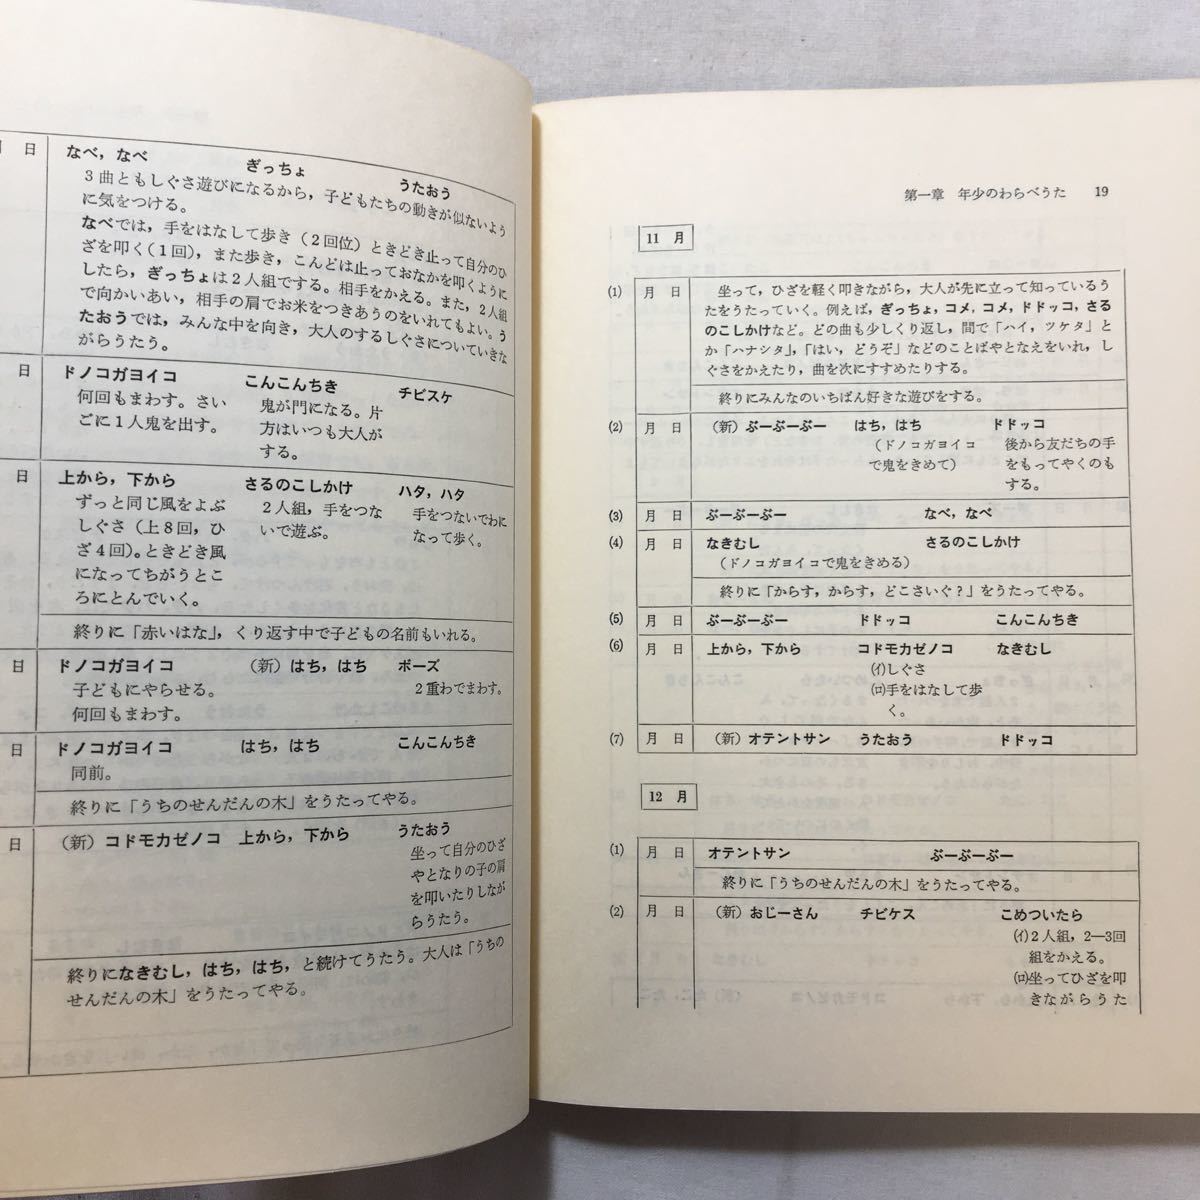 月　日　なべ，なべ　ぎっちょ　うたおう
3曲ともしぐさ遊びになるから，子どもたちの動きが似ないよう
に気をつける。
なべでは，手をはなして歩き（2回位）ときどき止って自分のひ
ざを叩く（1回），また歩き，こんどは止っておなかを叩くように
したら，ぎっちょは2人組でする。相手をかえる。また，2人組
で向かいあい，相手の肩でお米をつきあうのをいれてもよい。う
たおうでは，みんな中を向き，大人のするしぐさについていきな
がらうたう。
日　ドノコガヨイコ　こんこんちき　チビスケ
何回もまわす。さい　鬼が門になる。片
ごに1人鬼を出す。　方はいつも大人が
する。
日　上から，下から　さるのこしかけ　ハタ，ハタ
ずっと同じ風をよぶ　2人組，手をつな　手をつないでわに
しぐさ（上8回，ひ　いで遊ぶ。　なって歩く。
ざ4回）。ときどき風
になってちがうとこ
ろにとんでいく。
終りに「赤いはな」，くり返す中で子どもの名前もいれる。
日　ドノコガヨイコ　（新）はち，はち　ボーズ
子どもにやらせる。　2重わでまわす。
何回もまわす。
日　ドノコガヨイコ　はち，はち　こんこんちき
同前。
終りに「うちのせんだんの木」をうたってやる。
日　（新）コドモカゼノコ　上から，下から　うたおう
坐って自分のひざ
やとなりの子の肩
を叩いたりしなが
らうたう。
終りになきむし，はち，はち，と続けてうたう。大人は「うちの
せんだんの木」をうたってやる。
第一章　年少のわらべうた　19
11　月
(1)　月　日　坐って，ひざを軽く叩きながら，大人が先に立って知っているう
たをうたっていく。例えば，ぎっちょ，コメ，コメ，ドドッコ，さる
のこしかけなど。どの曲も少しくり返し，間で「ハイ，ツケタ」と
か「ハナシタ」，「はい，どうぞ」などのことばやとなえをいれ，し
ぐさをかえたり，曲を次にすすめたりする。
終りにみんなのいちばん好きな遊びをする。
(2)　月　日　（新）ぶーぶーぶー　はち，はち　ドドッコ
（ドノコガヨイコ　後から友だちの手
で鬼をきめて）　をもってやくのも
する。
(3)　月　日　ぶーぶーぶー　なべ，なべ
(4)　月　日　なきむし　さるのこしかけ
（ドノコガヨイコで鬼をきめる）
終りに「からす，からす，どこさいぐ？」をうたってやる。
(5)　月　日　ぶーぶーぶー　ドドッコ　こんこんちき
(6)　月　日　上から，下から　コドモカゼノコ　なきむし
(イ)しぐさ
(ロ)手をはなして歩
く。
(7)　月　日　（新）オテントサン　うたおう　ドドッコ
12　月
(1)　月　日　オテントサン　ぶーぶーぶー
終りに「うちのせんだんの木」をうたってやる。
(2)　月　日　（新）おじーさん　チビケス　こめついたら
(イ)2人組，2―3回
組をかえる。
(ロ)坐ってひざを叩
きながらうた